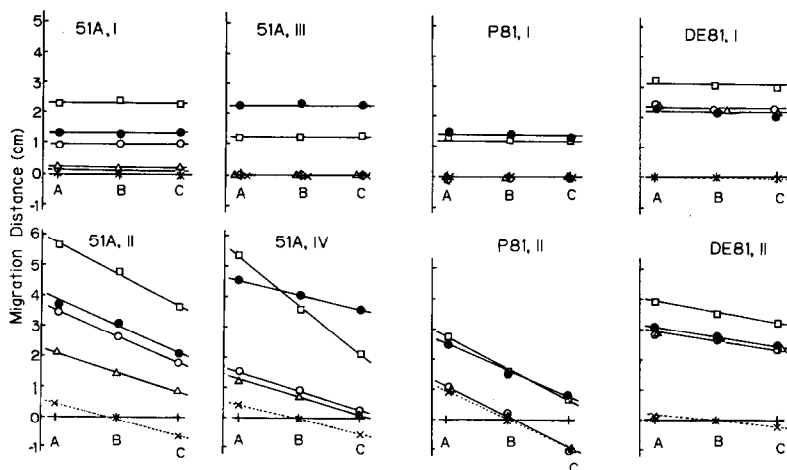 51A, I
51A, III
P81, I
DE81, I
5
4
3
2
1
0
-1
A B C
A B C
A B C
A B C
Migration Distance (cm)
51A, II
51A, IV
P81, II
DE81, II
6
5
4
3
2
1
0
-1
A B C
A B C
A B C
A B C